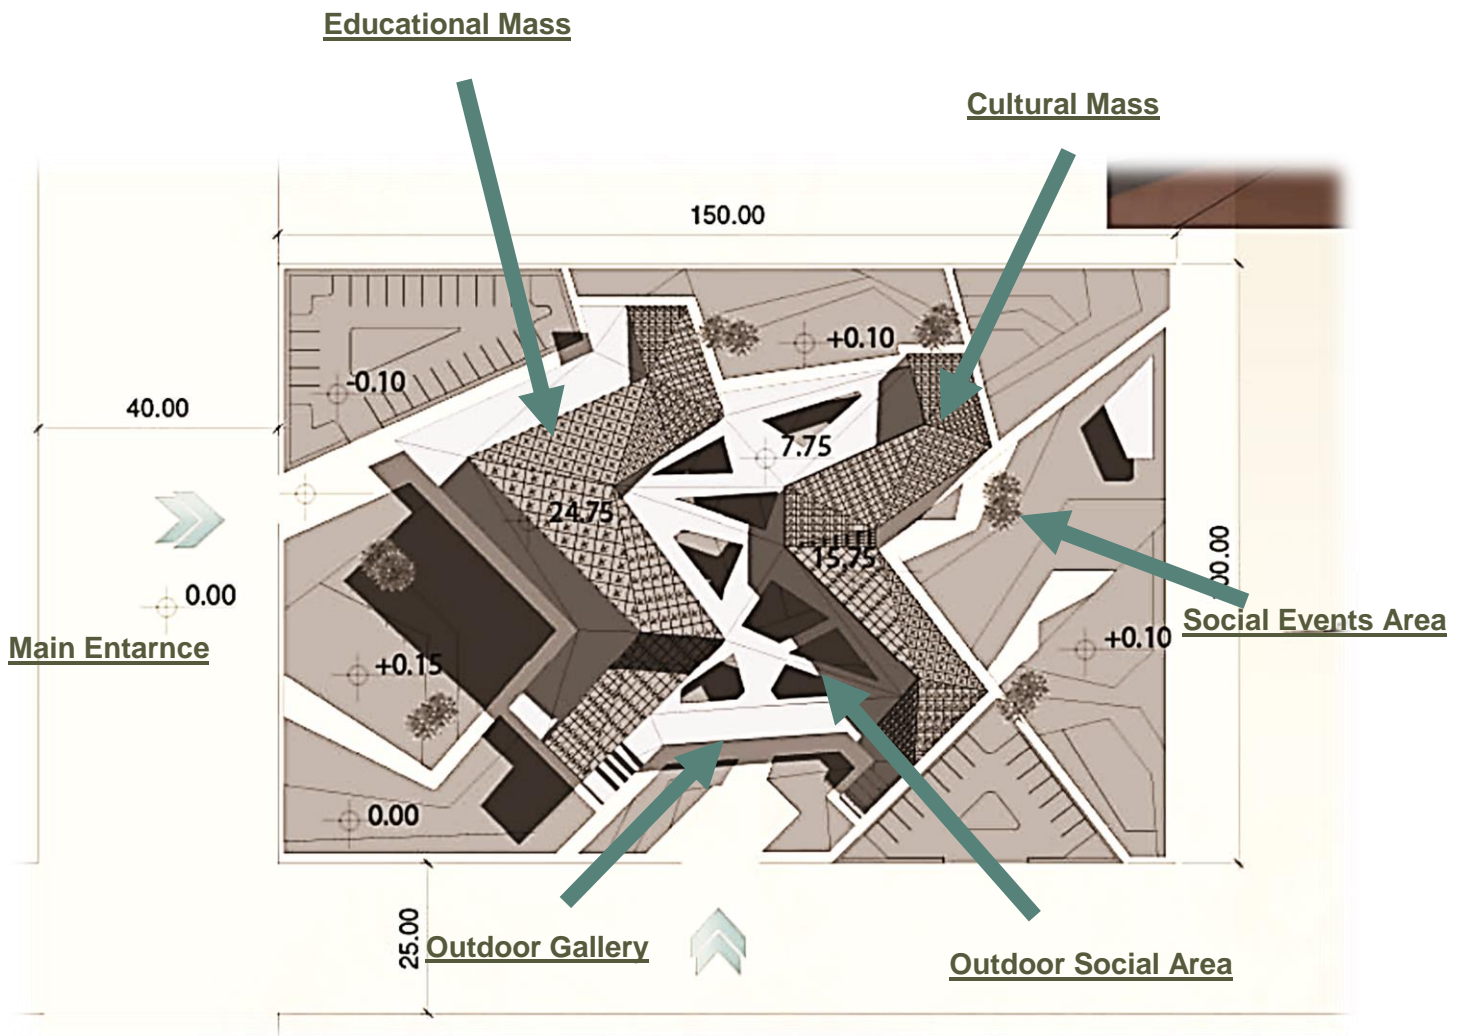 Educational Mass
Cultural Mass
150.00
+0.10
-0.10
40.00
7.75
24.75
15.75
00.00
0.00
Social Events Area
Main Entarnce
+0.10
+0.15
0.00
25.00
Outdoor Gallery
Outdoor Social Area